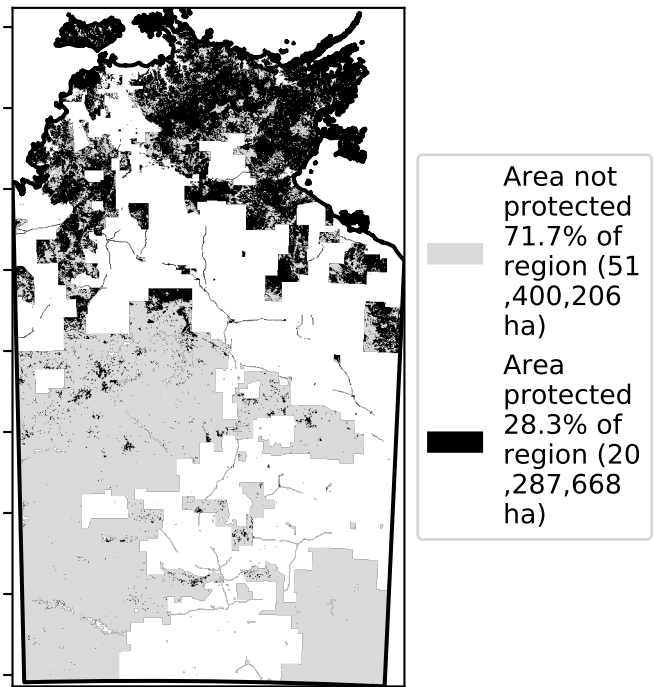 Area not
protected
71.7% of
region (51
,400,206
ha)
Area
protected
28.3% of
region (20
,287,668
ha)